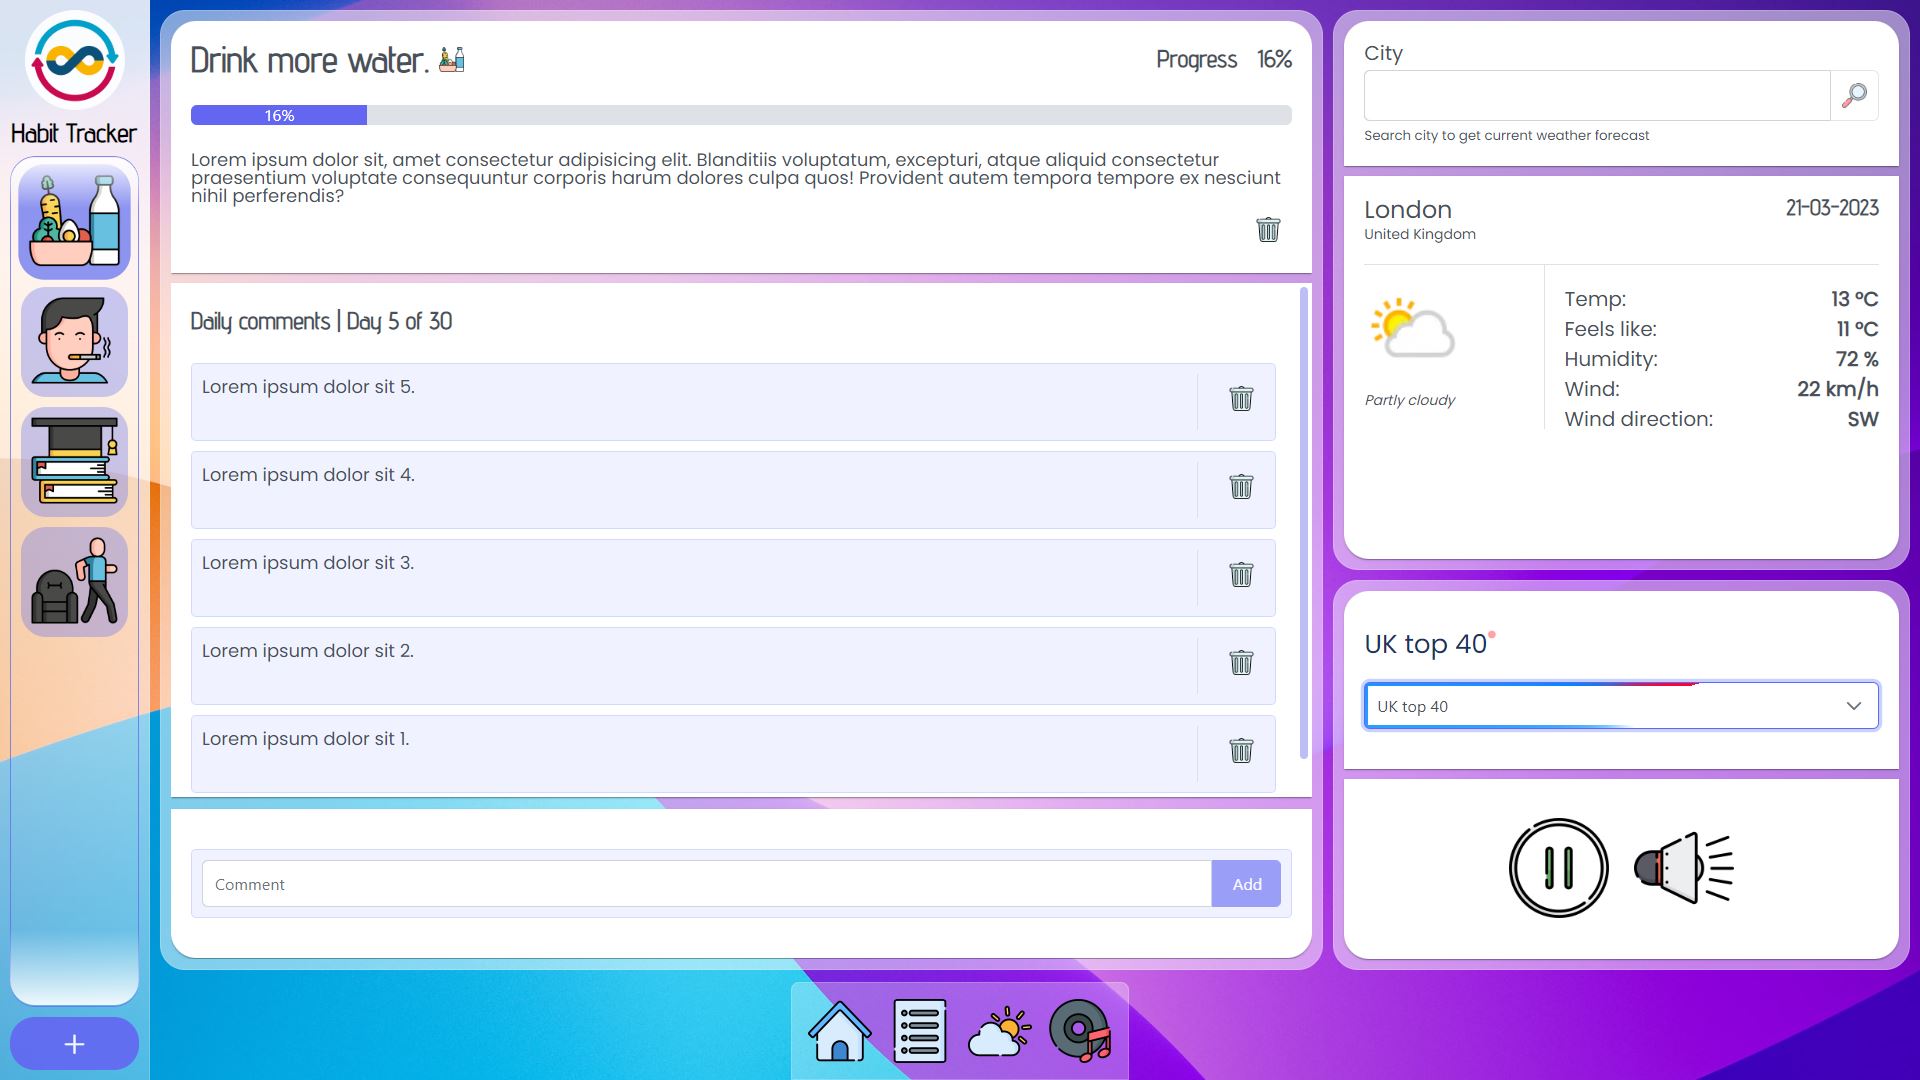 Habit Tracker
+
Drink more water.
Progress 16%
16%
Lorem ipsum dolor sit, amet consectetur adipisicing elit. Blanditiis voluptatum, excepturi, atque aliquid consectetur
praesentium voluptate consequuntur corporis harum dolores culpa quos! Provident autem tempora tempore ex nesciunt
nihil perferendis?
Daily comments | Day 5 of 30
Lorem ipsum dolor sit 5.
Lorem ipsum dolor sit 4.
Lorem ipsum dolor sit 3.
Lorem ipsum dolor sit 2.
Lorem ipsum dolor sit 1.
Comment
Add
City
Search city to get current weather forecast
London
21-03-2023
United Kingdom
Partly cloudy
Temp: 13 °C
Feels like: 11 °C
Humidity: 72 %
Wind: 22 km/h
Wind direction: SW
UK top 40
UK top 40